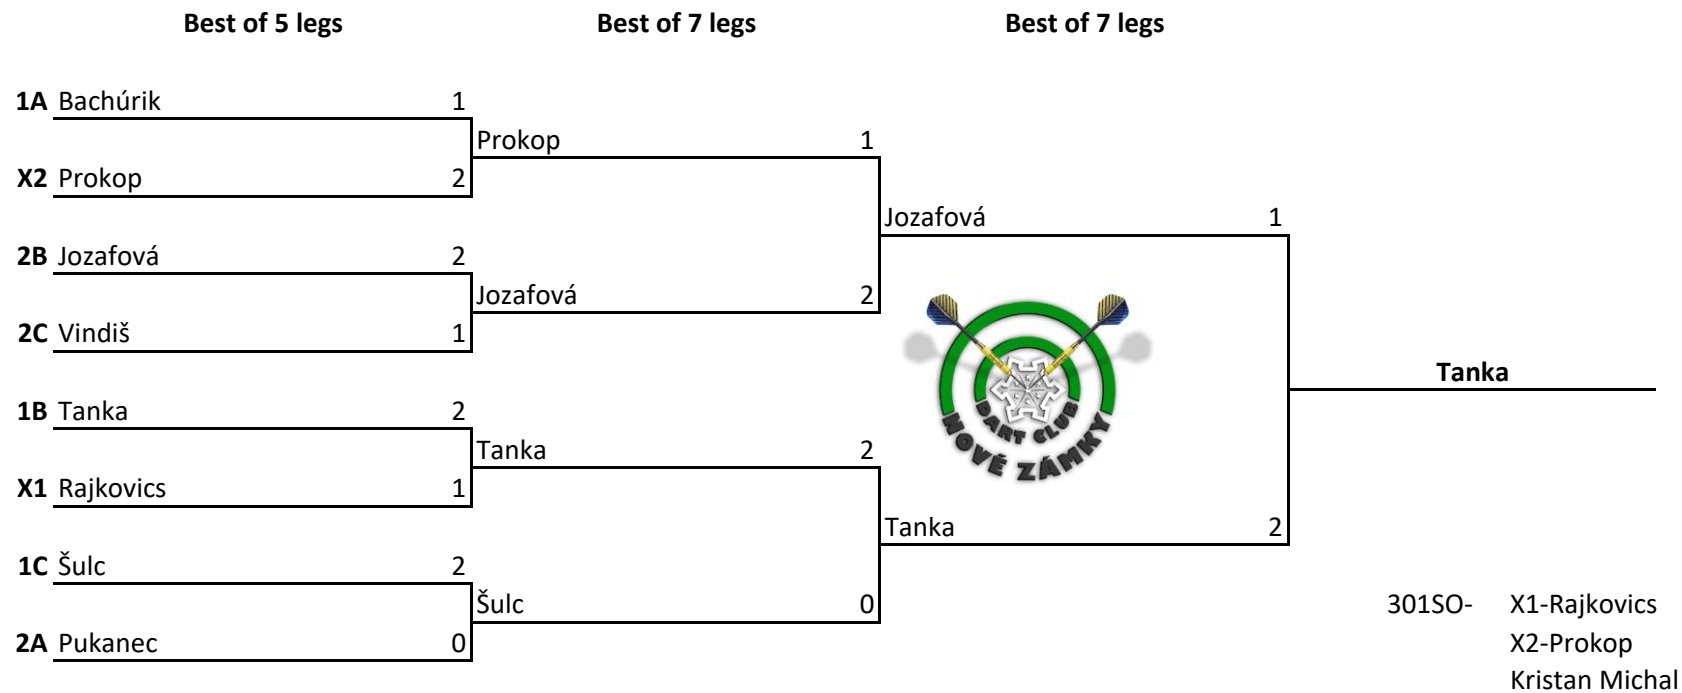 Best of 5 legs Best of 7 legs Best of 7 legs
1A Bachúrik 1
Prokop 1
X2 Prokop 2
Jozafová 1
2B Jozafová 2
Jozafová 2
2C Vindiš 1
Tanka
1B Tanka 2
DART CLUB
NOVÉ ZÁMKY
Tanka 2
X1 Rajkovics 1
Tanka 2
1C Šulc 2
Šulc 0
301SO- X1-Rajkovics
2A Pukanec 0
X2-Prokop
Kristan Michal